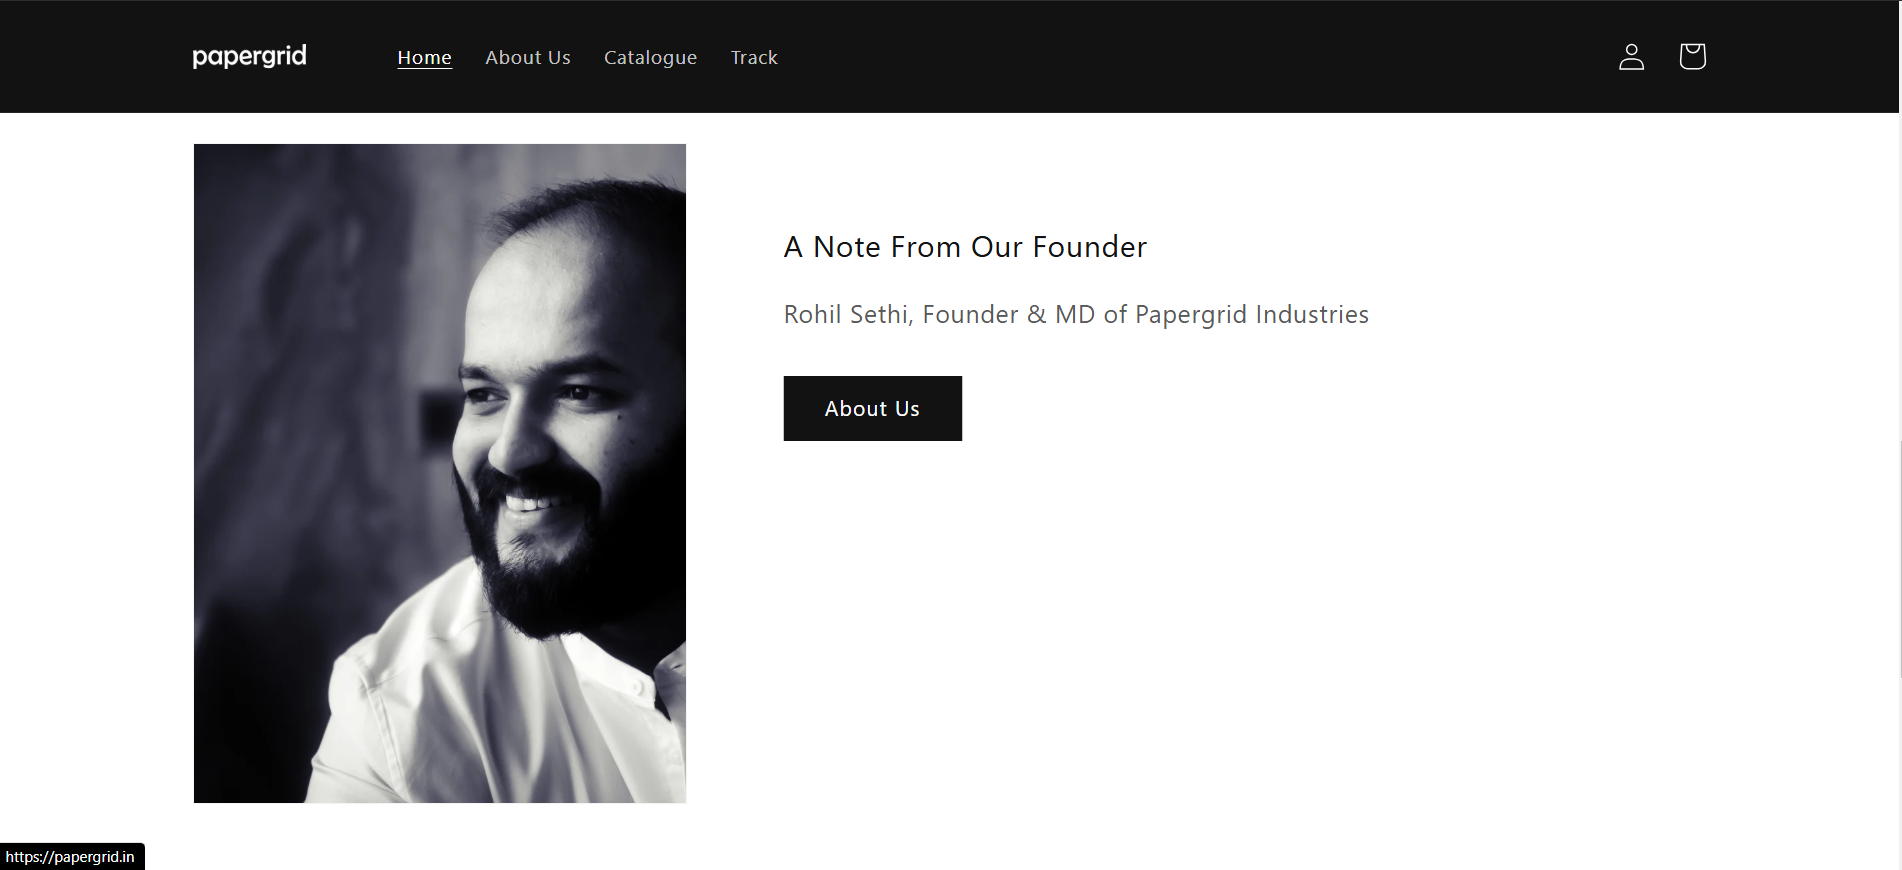 papergrid
Home About Us Catalogue Track
A Note From Our Founder
Rohil Sethi, Founder & MD of Papergrid Industries
About Us
https://papergrid.in